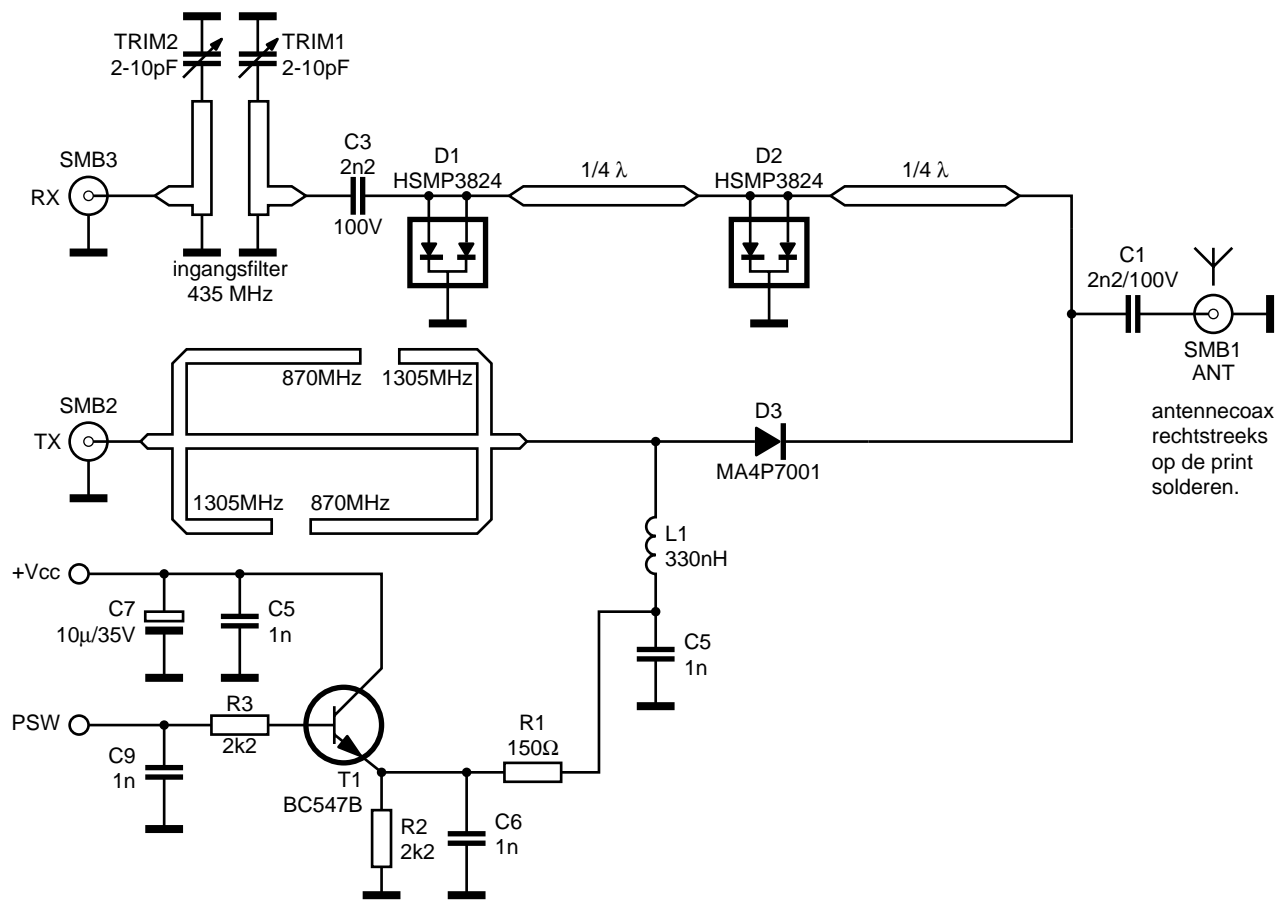 TRIM2
2-10pF
TRIM1
2-10pF
SMB3
RX
C3
2n2
100V
D1
HSMP3824
1/4 λ
D2
HSMP3824
1/4 λ
ingangsfilter
435 MHz
C1
2n2/100V
SMB1
ANT
antennecoax
rechtstreeks
op de print
solderen.
870MHz
1305MHz
SMB2
TX
1305MHz
870MHz
D3
MA4P7001
L1
330nH
+Vcc
C7
10µ/35V
C5
1n
C5
1n
PSW
R3
2k2
C9
1n
T1
BC547B
R1
150Ω
R2
2k2
C6
1n